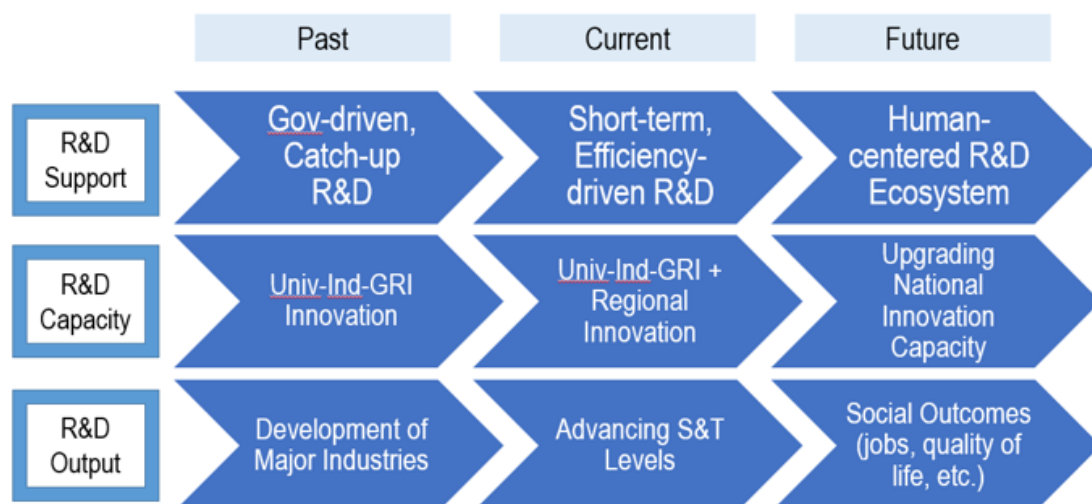 Past
Current
Future
R&D
Support
Gov-driven,
Catch-up
R&D
Short-term,
Efficiency-
driven R&D
Human-
centered R&D
Ecosystem
R&D
Capacity
Univ-Ind-GRI
Innovation
Univ-Ind-GRI +
Regional
Innovation
Upgrading
National
Innovation
Capacity
R&D
Output
Development of
Major Industries
Advancing S&T
Levels
Social Outcomes
(jobs, quality of
life, etc.)